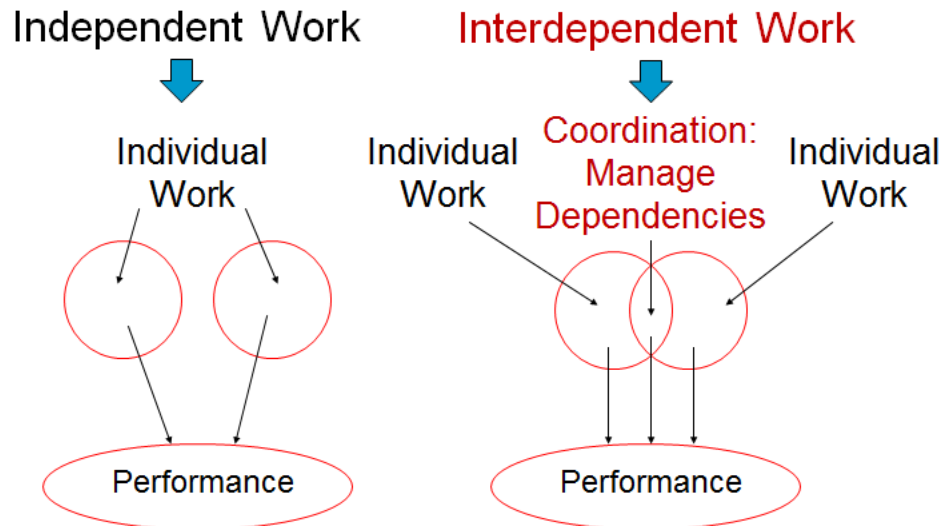 Independent Work
Individual
Work
Performance
Interdependent Work
Individual
Work
Coordination:
Manage
Dependencies
Individual
Work
Performance